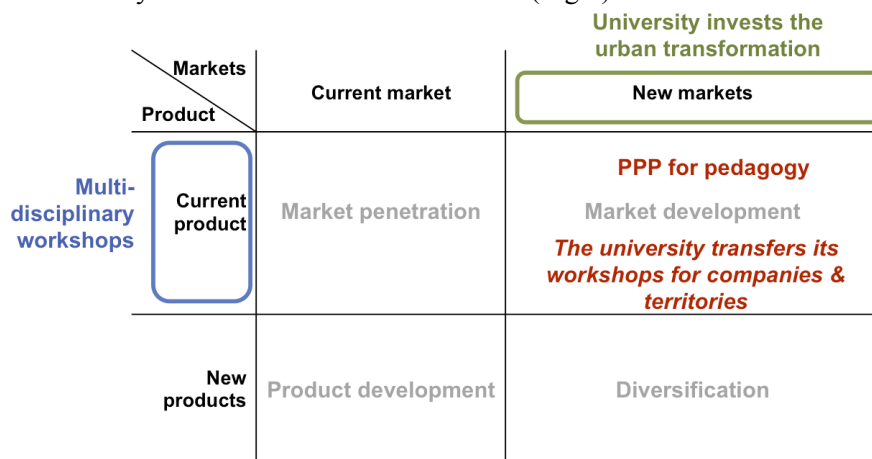 University invests the
urban transformation
Markets
Product
Current market
New markets
Multi-
disciplinary
workshops
Current
product
Market penetration
PPP for pedagogy
Market development
The university transfers its
workshops for companies &
territories
New
products
Product development
Diversification